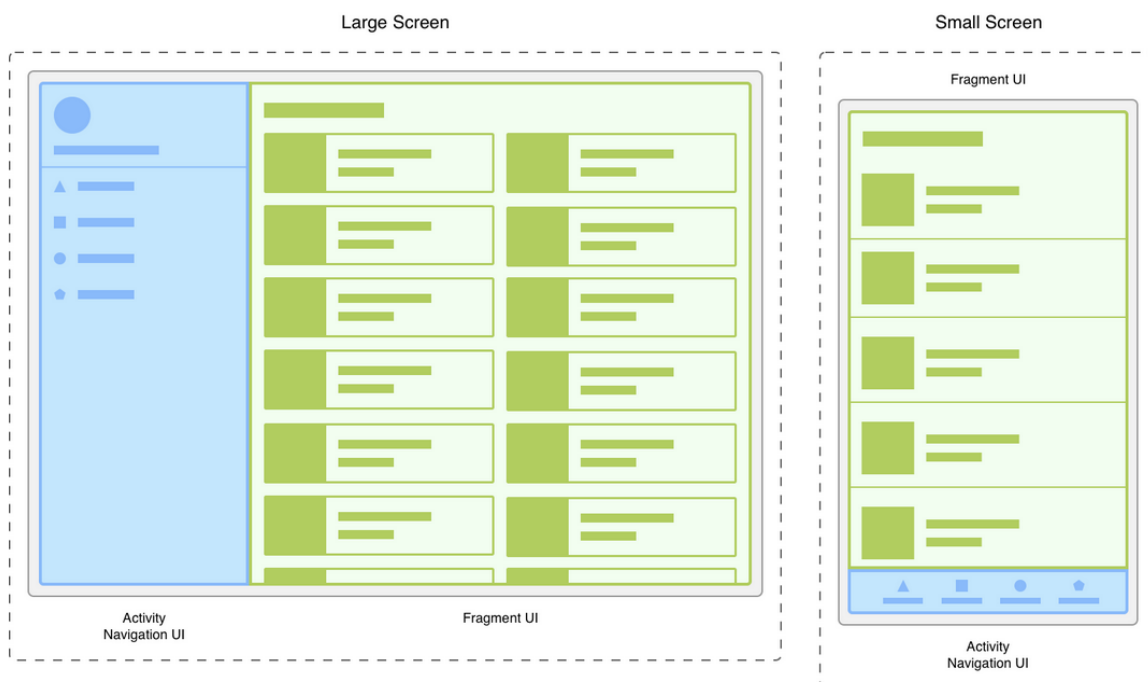 Large Screen
Small Screen
Fragment UI
Activity
Navigation UI
Fragment UI
Activity
Navigation UI